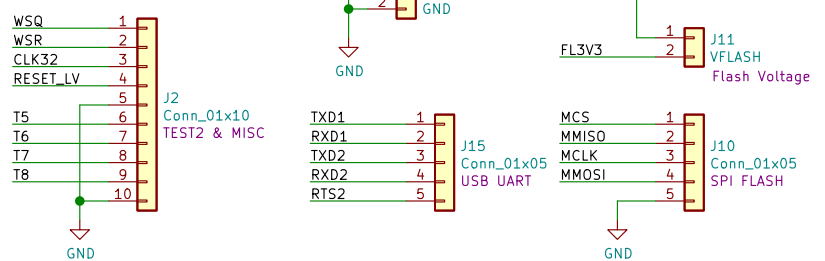 WSQ 1
WSR 2
CLK32 3
RESET_LV 4
5
T5 6
T6 7
T7 8
T8 9
10
J2
Conn_01x10
TEST2 & MISC
GND
2
GND
GND
TXD1 1
RXD1 2
TXD2 3
RXD2 4
RTS2 5
J15
Conn_01x05
USB UART
1
FL3V3 2
J11
VFLASH
Flash Voltage
MCS 1
MMISO 2
MCLK 3
MMOSI 4
5
J10
Conn_01x05
SPI FLASH
GND